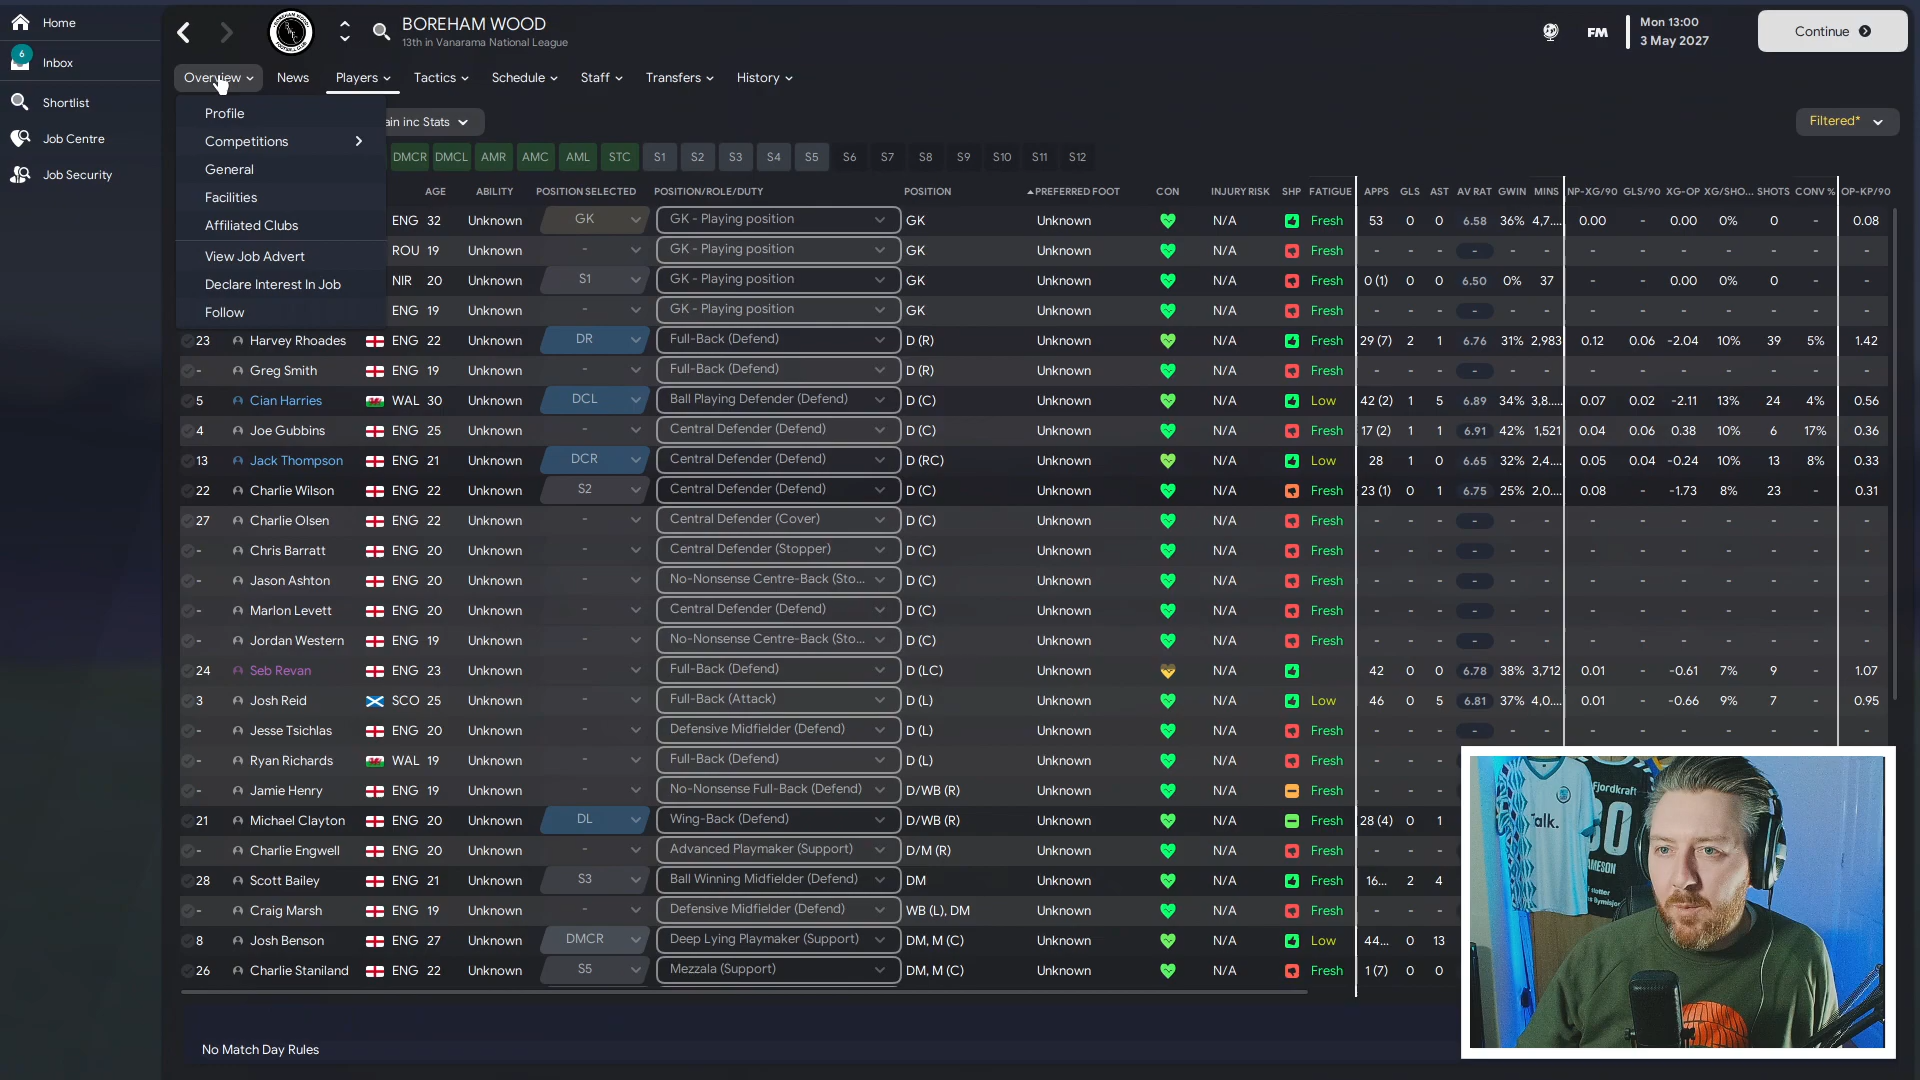 Home
6
Inbox
Shortlist
Job Centre
Job Security
BOREHAM WOOD
13th in Vanarama National League
FM
Mon 13:00
3 May 2027
Continue
Overview News Players Tactics Schedule Staff Transfers History
Profile
Competitions
General
Facilities
Affiliated Clubs
View Job Advert
Declare Interest In Job
Follow
ain inc Stats
Filtered*
DMCR DMCL AMR AMC AML STC S1 S2 S3 S4 S5 S6 S7 S8 S9 S10 S11 S12
AGE ABILITY POSITION SELECTED POSITION/ROLE/DUTY POSITION PREFERRED FOOT CON INJURY RISK SHP FATIGUE APPS GLS AST AV RAT GWIN MINS NP-XG/90 GLS/90 XG-OP XG/SHO... SHOTS CONV % OP-KP/90
ENG 32 Unknown GK GK - Playing position GK Unknown N/A Fresh 53 0 0 6.58 36% 4,7.... 0.00 - 0.00 0% 0 - 0.08
ROU 19 Unknown - GK - Playing position GK Unknown N/A Fresh - - - - - - - - - - - - -
NIR 20 Unknown S1 GK - Playing position GK Unknown N/A Fresh 0 (1) 0 0 6.50 0% 37 - - 0.00 0% 0 - -
ENG 19 Unknown - GK - Playing position GK Unknown N/A Fresh - - - - - - - - - - - - -
23 Harvey Rhoades ENG 22 Unknown DR Full-Back (Defend) D (R) Unknown N/A Fresh 29 (7) 2 1 6.76 31% 2,983 0.12 0.06 -2.04 10% 39 5% 1.42
- Greg Smith ENG 19 Unknown - Full-Back (Defend) D (R) Unknown N/A Fresh - - - - - - - - - - - - -
5 Cian Harries WAL 30 Unknown DCL Ball Playing Defender (Defend) D (C) Unknown N/A Low 42 (2) 1 5 6.89 34% 3,8.... 0.07 0.02 -2.11 13% 24 4% 0.56
4 Joe Gubbins ENG 25 Unknown - Central Defender (Defend) D (C) Unknown N/A Fresh 17 (2) 1 1 6.91 42% 1,521 0.04 0.06 0.38 10% 6 17% 0.36
13 Jack Thompson ENG 21 Unknown DCR Central Defender (Defend) D (RC) Unknown N/A Low 28 1 0 6.65 32% 2,4.... 0.05 0.04 -0.24 10% 13 8% 0.33
22 Charlie Wilson ENG 22 Unknown S2 Central Defender (Defend) D (C) Unknown N/A Fresh 23 (1) 0 1 6.75 25% 2,0.... 0.08 - -1.73 8% 23 - 0.31
27 Charlie Olsen ENG 22 Unknown - Central Defender (Cover) D (C) Unknown N/A Fresh - - - - - - - - - - - - -
- Chris Barratt ENG 20 Unknown - Central Defender (Stopper) D (C) Unknown N/A Fresh - - - - - - - - - - - - -
- Jason Ashton ENG 20 Unknown - No-Nonsense Centre-Back (Sto... D (C) Unknown N/A Fresh - - - - - - - - - - - - -
- Marlon Levett ENG 20 Unknown - Central Defender (Defend) D (C) Unknown N/A Fresh - - - - - - - - - - - - -
- Jordan Western ENG 19 Unknown - No-Nonsense Centre-Back (Sto... D (C) Unknown N/A Fresh - - - - - - - - - - - - -
24 Seb Revan ENG 23 Unknown - Full-Back (Defend) D (LC) Unknown N/A 42 0 0 6.78 38% 3,712 0.01 - -0.61 7% 9 - 1.07
3 Josh Reid SCO 25 Unknown - Full-Back (Attack) D (L) Unknown N/A Low 46 0 5 6.81 37% 4,0.... 0.01 - -0.66 9% 7 - 0.95
- Jesse Tsichlas ENG 20 Unknown - Defensive Midfielder (Defend) D (L) Unknown N/A Fresh - - - - - - - - - - - - -
- Ryan Richards WAL 19 Unknown - Full-Back (Defend) D (L) Unknown N/A Fresh - - -
- Jamie Henry ENG 19 Unknown - No-Nonsense Full-Back (Defend) D/WB (R) Unknown N/A Fresh - - -
21 Michael Clayton ENG 20 Unknown DL Wing-Back (Defend) D/WB (R) Unknown N/A Fresh 28 (4) 0 1
- Charlie Engwell ENG 20 Unknown - Advanced Playmaker (Support) D/M (R) Unknown N/A Fresh - - -
28 Scott Bailey ENG 21 Unknown S3 Ball Winning Midfielder (Defend) DM Unknown N/A Fresh 16... 2 4
- Craig Marsh ENG 19 Unknown - Defensive Midfielder (Defend) WB (L), DM Unknown N/A Fresh - - -
8 Josh Benson ENG 27 Unknown DMCR Deep Lying Playmaker (Support) DM, M (C) Unknown N/A Low 44... 0 13
26 Charlie Staniland ENG 22 Unknown S5 Mezzala (Support) DM, M (C) Unknown N/A Fresh 1 (7) 0 0
Fjordkraft
Talk.
No Match Day Rules